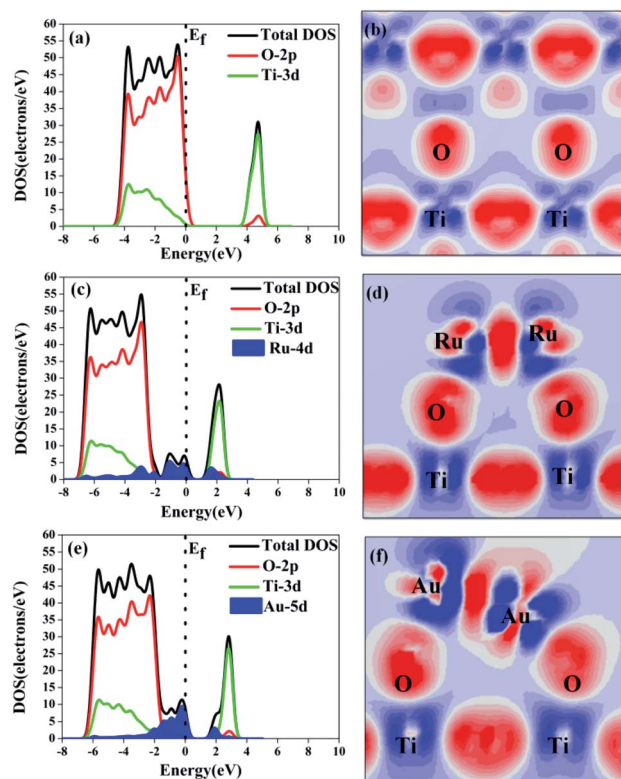 (a)
E_f
Total DOS
O-2p
Ti-3d
DOS(electrons/eV)
60
55
50
45
40
35
30
25
20
15
10
5
0
-8 -6 -4 -2 0 2 4 6 8 10
Energy(eV)
(b)
O O
Ti Ti
(c)
E_f
Total DOS
O-2p
Ti-3d
Ru-4d
DOS(electrons/eV)
60
55
50
45
40
35
30
25
20
15
10
5
0
-8 -6 -4 -2 0 2 4 6 8 10
Energy(eV)
(d)
Ru Ru
O O
Ti Ti
(e)
E_f
Total DOS
O-2p
Ti-3d
Au-5d
DOS(electrons/eV)
60
55
50
45
40
35
30
25
20
15
10
5
0
-8 -6 -4 -2 0 2 4 6 8 10
Energy(eV)
(f)
Au
Au
O O
Ti Ti